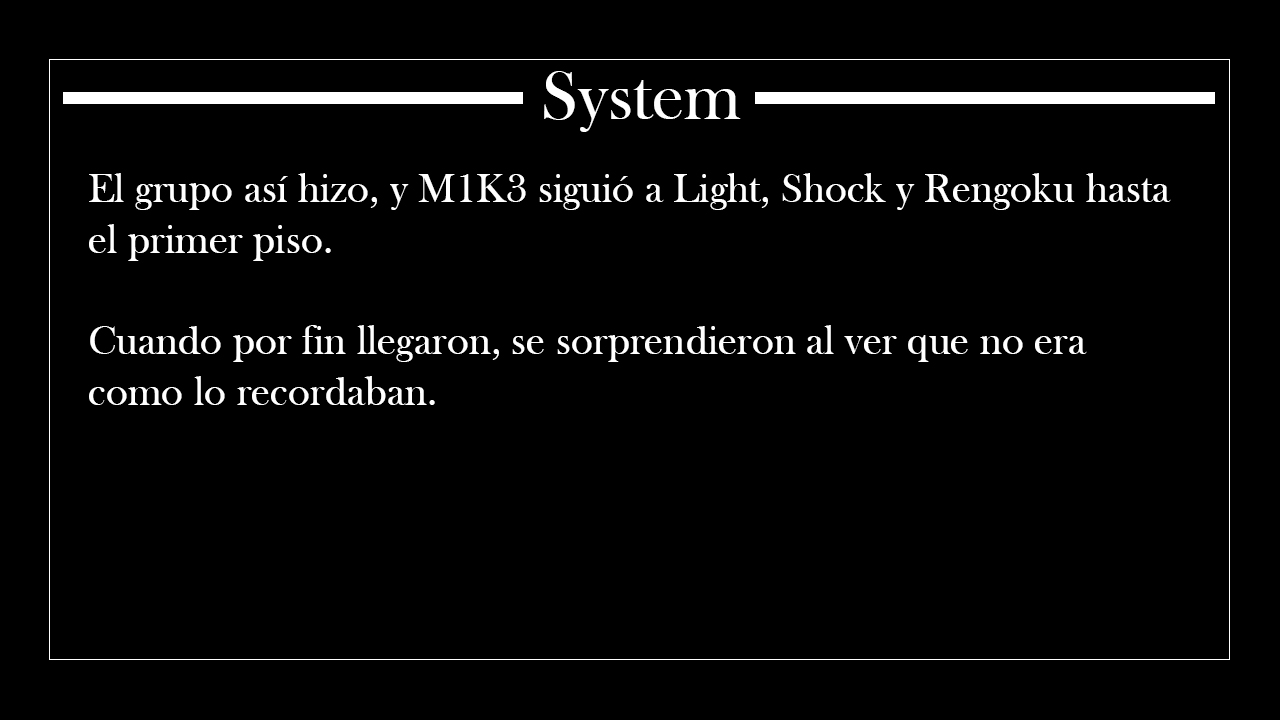 System
El grupo así hizo, y M1K3 siguió a Light, Shock y Rengoku hasta
el primer piso.
Cuando por fin llegaron, se sorprendieron al ver que no era
como lo recordaban.